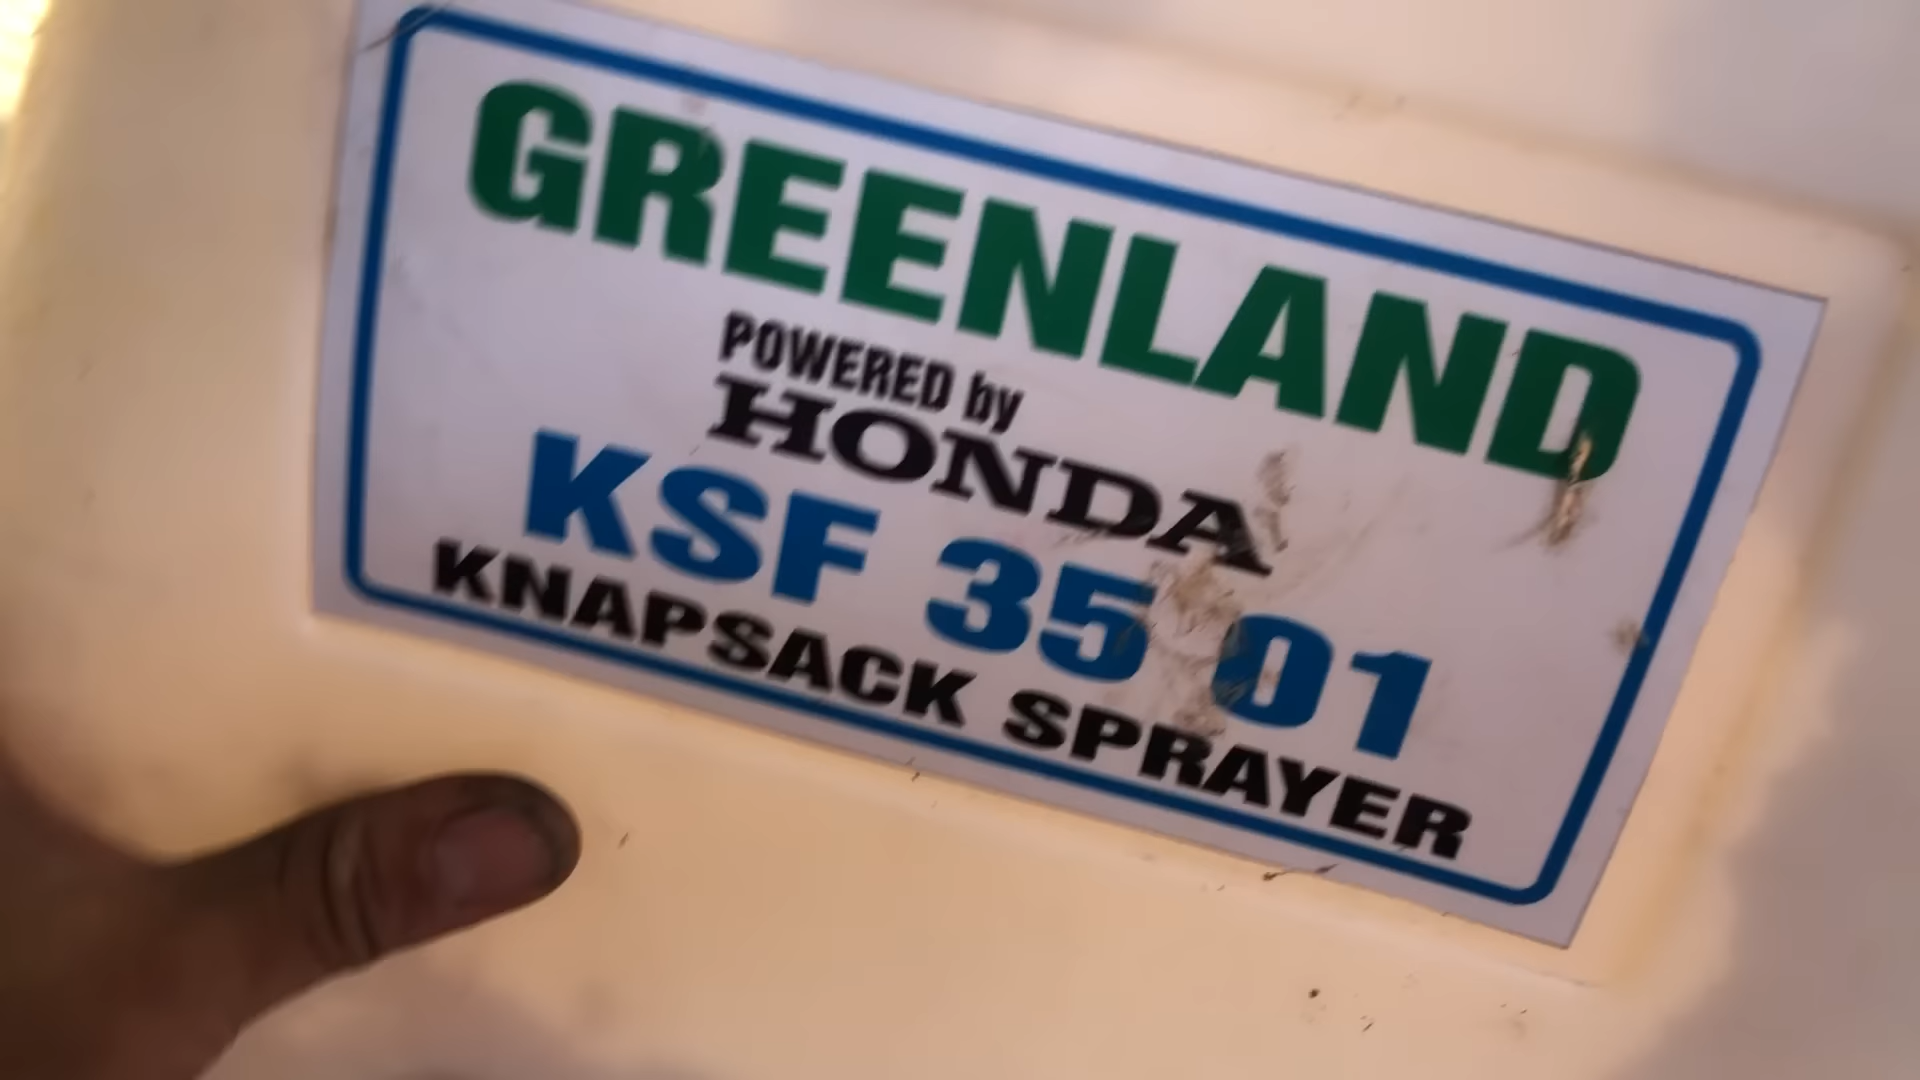 GREENLAND
POWERED by
HONDA
KSF 35 01
KNAPSACK SPRAYER